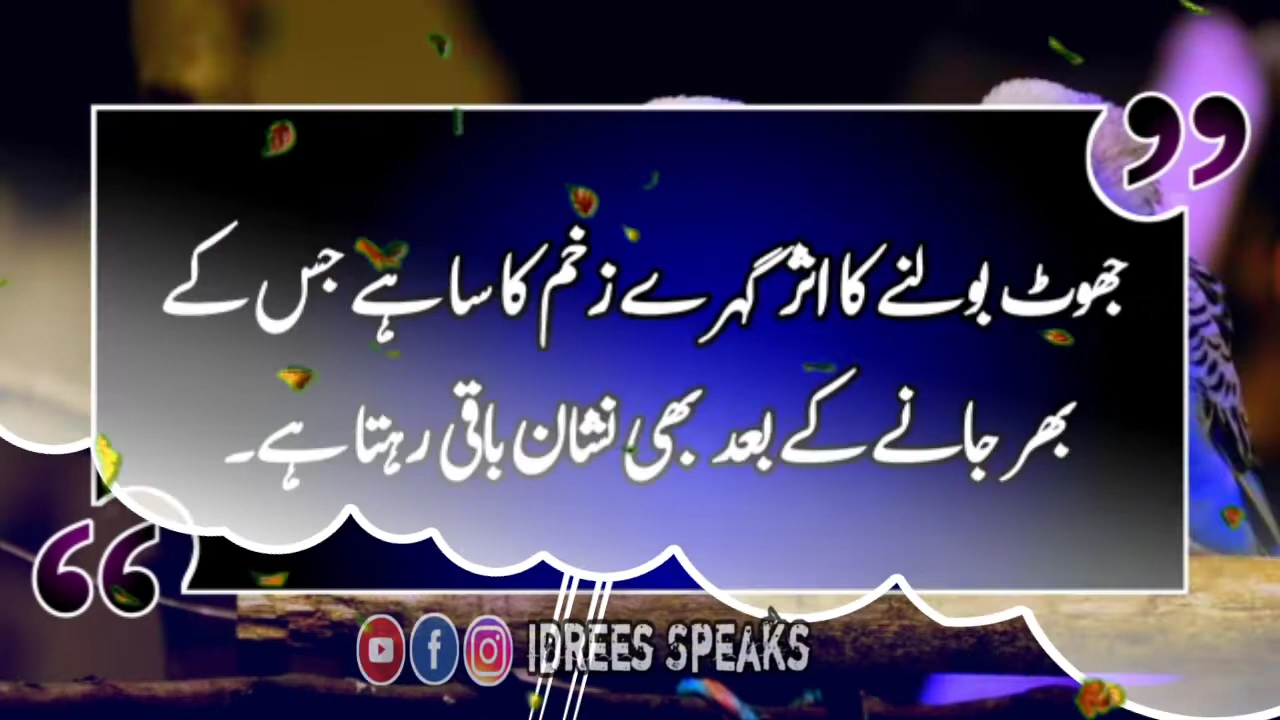 جھوٹ بولنے کا اثر گہرے زخم کا سا ہے جس کے
بھر جانے کے بعد بھی نشان باقی رہتا ہے۔
IDREES SPEAKS